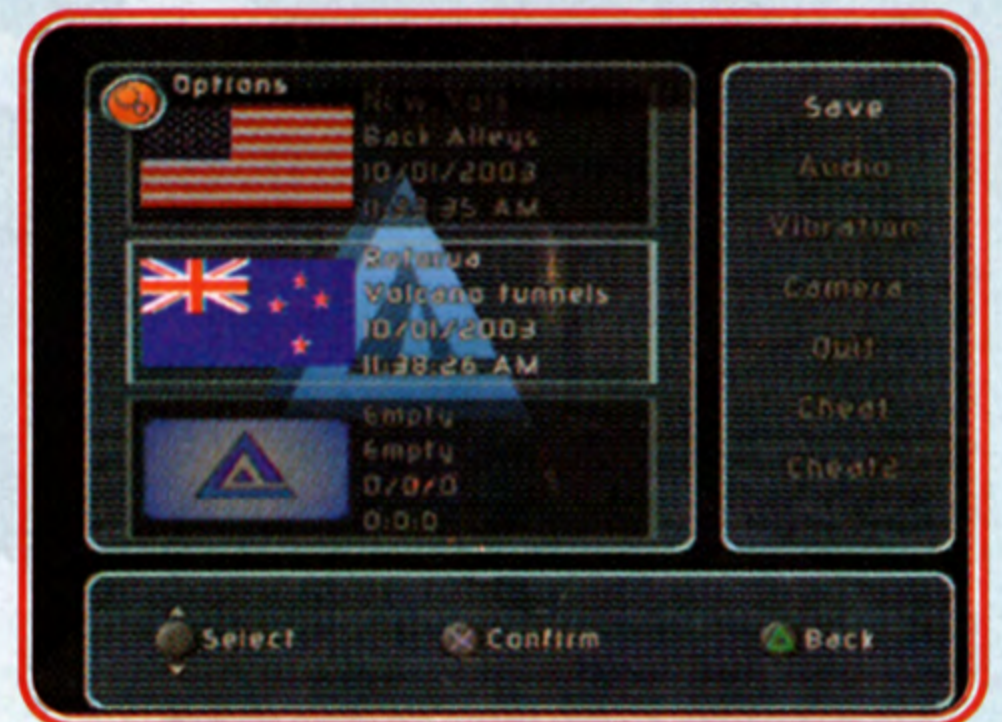 Options
New York
Back Alleys
10/01/2003
AM
Rotorua
Volcano tunnels
10/01/2003
11:38:26 AM
Empty
Empty
0/0/0
0:0:0
Save
Audio
Vibration
Camera
Quit
Cheat
Cheat2
Select
Confirm
Back